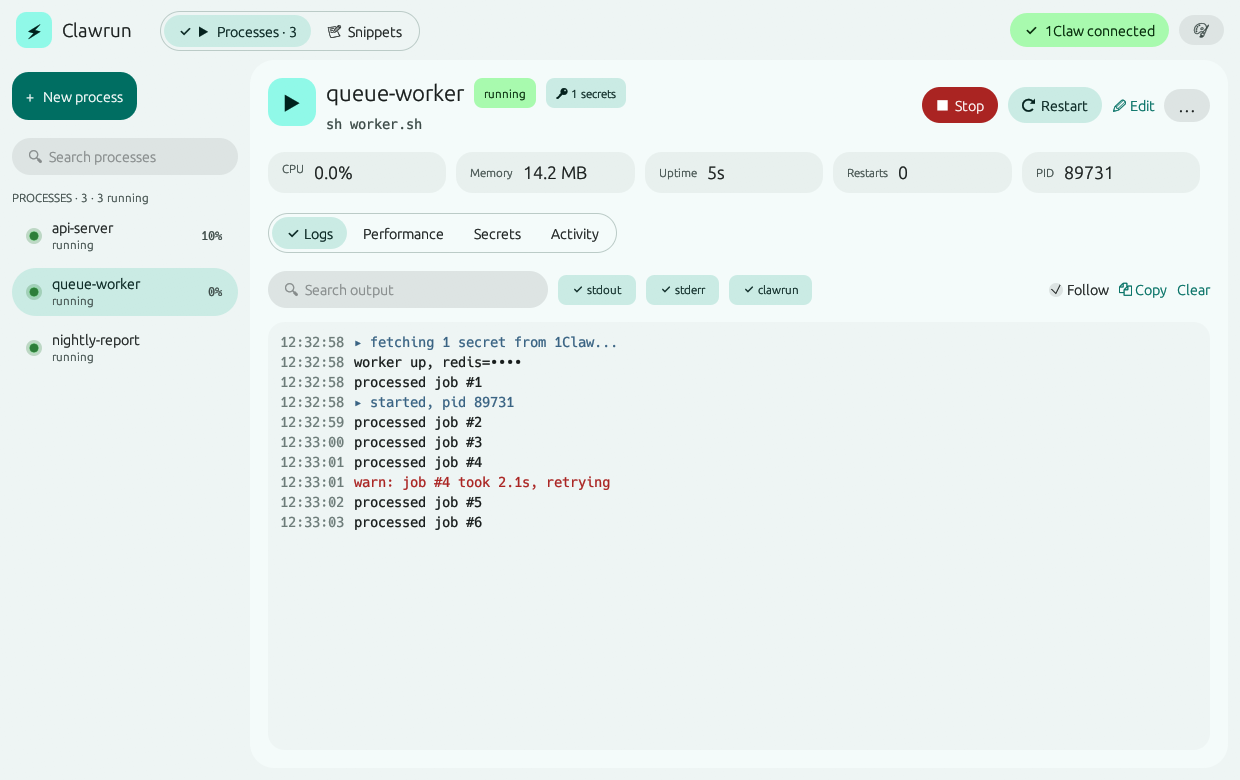 Clawrun
Processes · 3
Snippets
1Claw connected
+ New process
Search processes
PROCESSES · 3 · 3 running
api-server
running
10%
queue-worker
running
0%
nightly-report
running
queue-worker
running
1 secrets
sh worker.sh
Stop
Restart
Edit
...
CPU 0.0%
Memory 14.2 MB
Uptime 5s
Restarts 0
PID 89731
Logs
Performance
Secrets
Activity
Search output
stdout
stderr
clawrun
Follow
Copy
Clear
12:32:58 ▸ fetching 1 secret from 1Claw...
12:32:58 worker up, redis=••••
12:32:58 processed job #1
12:32:58 ▸ started, pid 89731
12:32:59 processed job #2
12:33:00 processed job #3
12:33:01 processed job #4
12:33:01 warn: job #4 took 2.1s, retrying
12:33:02 processed job #5
12:33:03 processed job #6